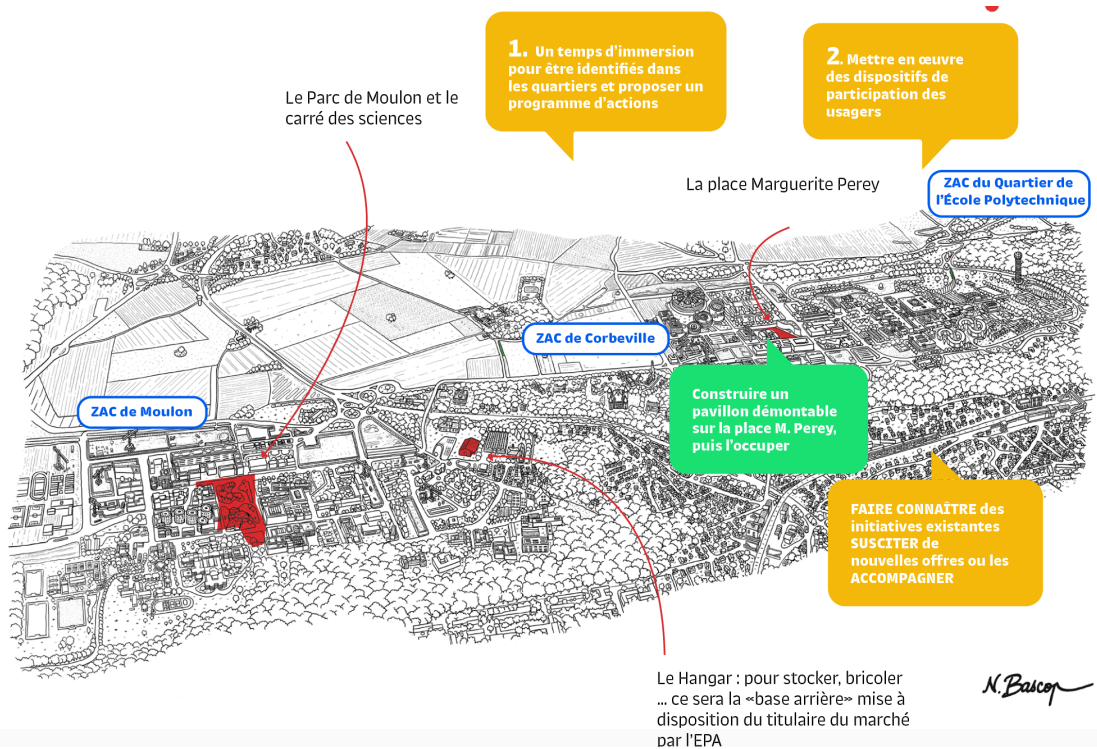 1. Un temps d’immersion
pour être identifiés dans
les quartiers et proposer un
programme d’actions
2. Mettre en œuvre
des dispositifs de
participation des
usagers
Le Parc de Moulon et le
carré des sciences
La place Marguerite Perey
ZAC du Quartier de
l’École Polytechnique
ZAC de Corbeville
ZAC de Moulon
Construire un
pavillon démontable
sur la place M. Perey,
puis l’occuper
FAIRE CONNAÎTRE des
initiatives existantes
SUSCITER de
nouvelles offres ou les
ACCOMPAGNER
Le Hangar : pour stocker, bricoler
... ce sera la «base arrière» mise à
disposition du titulaire du marché
par l’EPA
N. Bascop